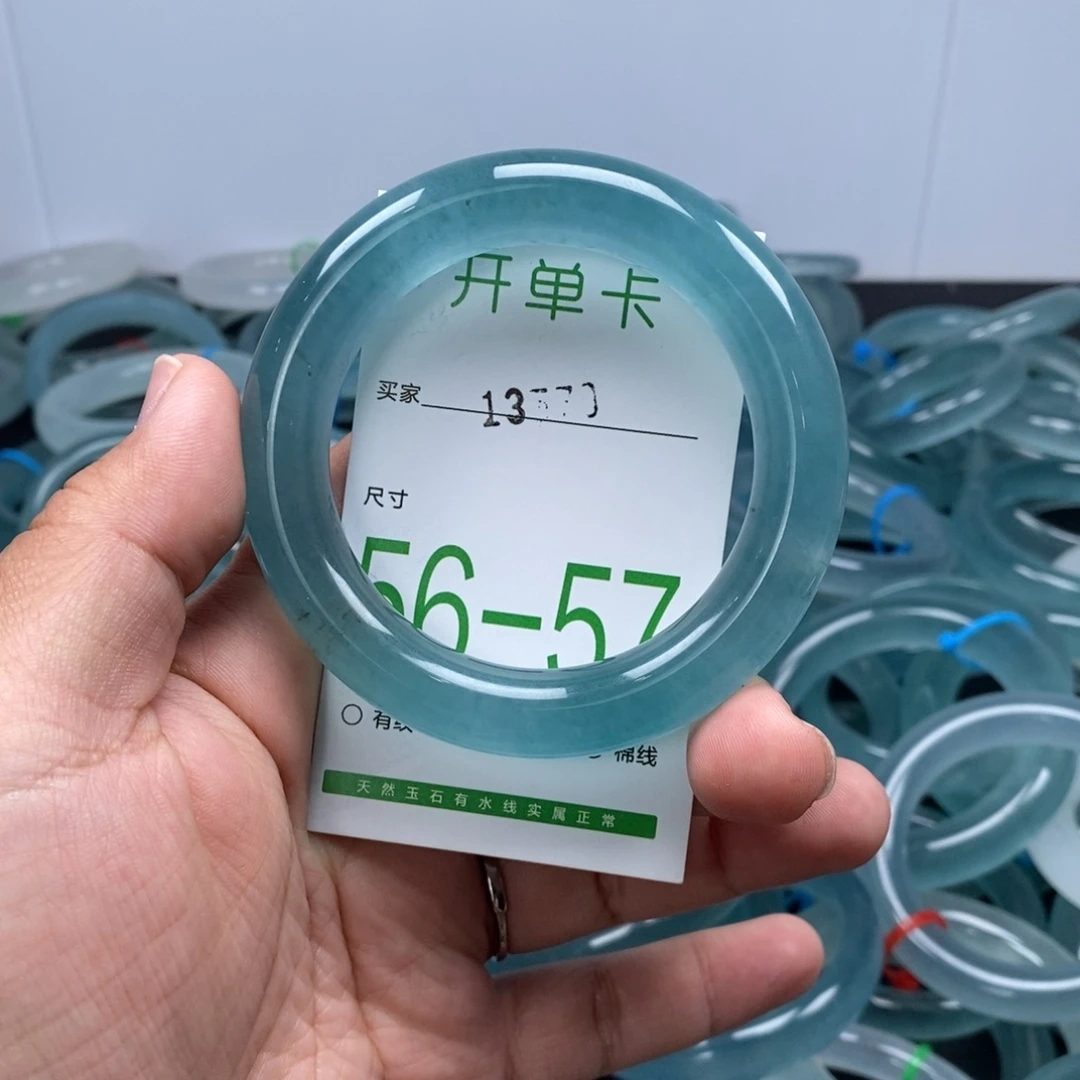 开单卡
买家 13
尺寸
56-57
○ 有纹
棉线
天然玉石有水线实属正常